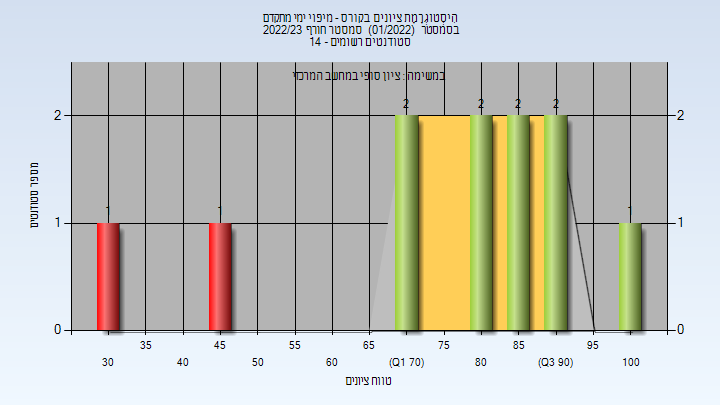 היסטוגרמת ציונים בקורס - מיפוי ימי מתקדם
בסמסטר (01/2022) סמסטר חורף 2022/23
סטודנטים רשומים - 14
במשימה : ציון סופי במחשב המרכזי
2 2 2 2
2 2
מספר סטודנטים
1 1 1
1 1
0 0
35 45 55 65 75 85 95
30 40 50 60 (Q1 70) 80 (Q3 90) 100
טווח ציונים